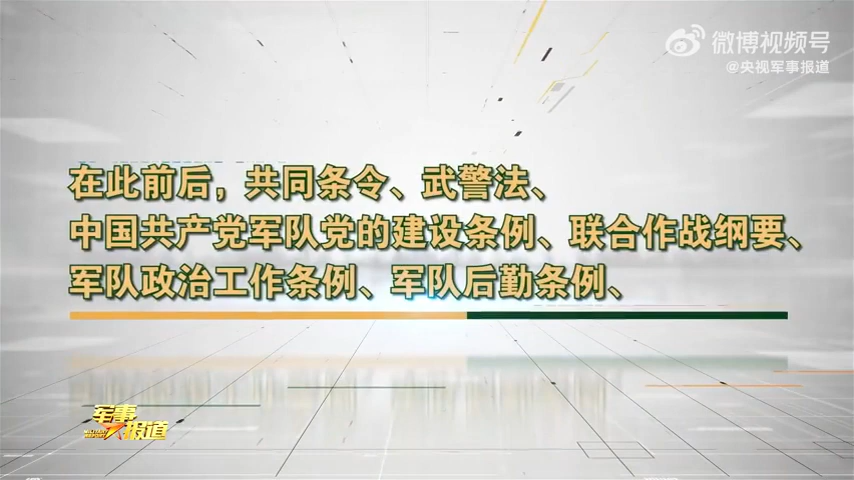 微博视频号
@央视军事报道
在此前后，共同条令、武警法、
中国共产党军队党的建设条例、联合作战纲要、
军队政治工作条例、军队后勤条例、
军事
报道